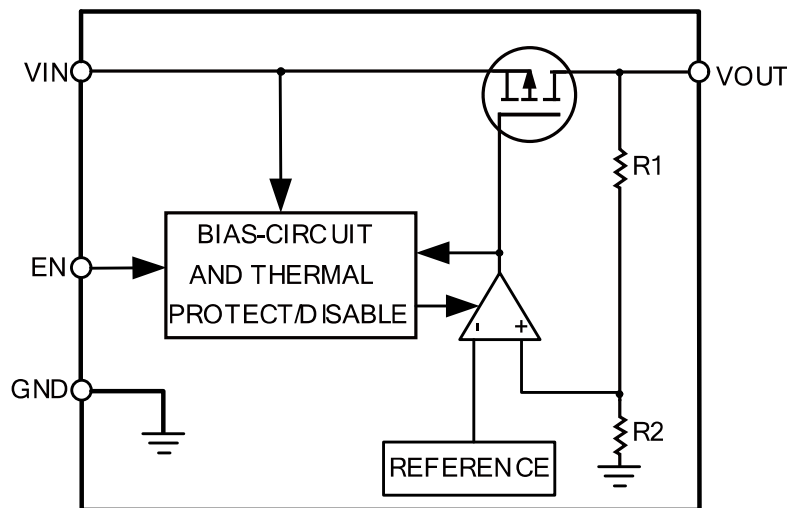 VIN
VOUT
R1
BIAS-CIRCUIT
AND THERMAL
PROTECT/DISABLE
EN
- +
GND
R2
REFERENCE